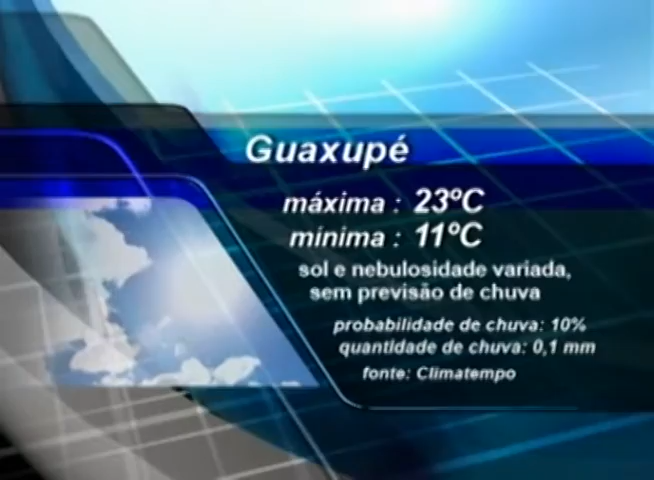 Guaxupé
máxima : 23ºC
mínima : 11ºC
sol e nebulosidade variada,
sem previsão de chuva
probabilidade de chuva: 10%
quantidade de chuva: 0,1 mm
fonte: Climatempo